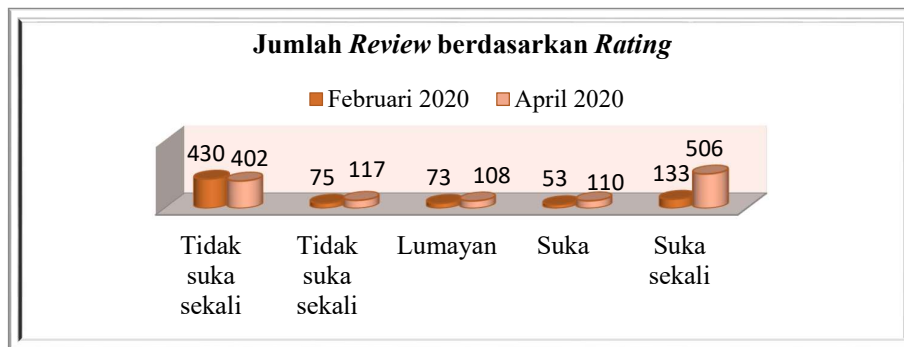 Jumlah Review berdasarkan Rating
Februari 2020 April 2020
430 402 75 117 73 108 53 110 133 506
Tidak suka sekali
Tidak suka sekali
Lumayan
Suka
Suka sekali